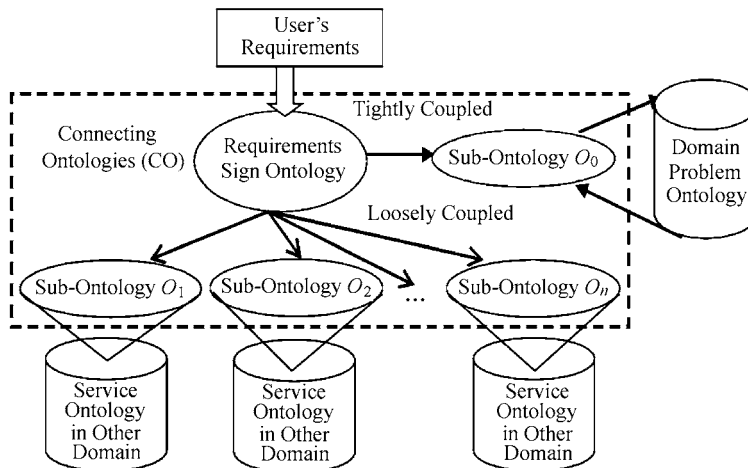 User's
Requirements
Tightly Coupled
Connecting
Ontologies (CO)
Requirements
Sign Ontology
Sub-Ontology O0
Domain
Problem
Ontology
Loosely Coupled
Sub-Ontology O1
Sub-Ontology O2
...
Sub-Ontology On
Service
Ontology
in Other
Domain
Service
Ontology
in Other
Domain
Service
Ontology
in Other
Domain